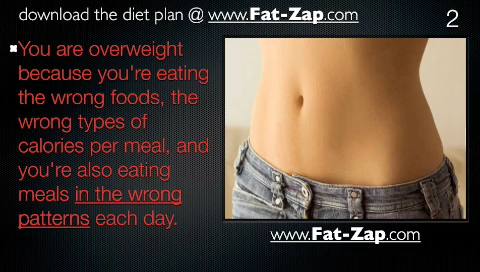 download the diet plan @ www.Fat-Zap.com
2
You are overweight
because you're eating
the wrong foods, the
wrong types of
calories per meal, and
you're also eating
meals in the wrong
patterns each day.
www.Fat-Zap.com